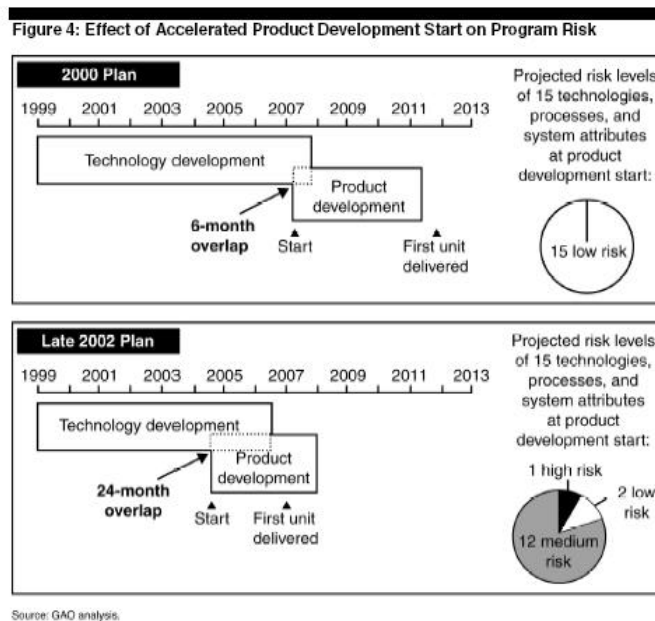 Figure 4: Effect of Accelerated Product Development Start on Program Risk
2000 Plan
1999 2001 2003 2005 2007 2009 2011 2013
Technology development
Product
development
6-month
overlap
Start
First unit
delivered
Projected risk levels
of 15 technologies,
processes, and
system attributes
at product
development start:
15 low risk
Late 2002 Plan
1999 2001 2003 2005 2007 2009 2011 2013
Technology development
Product
development
24-month
overlap
Start
First unit
delivered
Projected risk levels
of 15 technologies,
processes, and
system attributes
at product
development start:
1 high risk
2 low
risk
12 medium
risk
Source: GAO analysis.